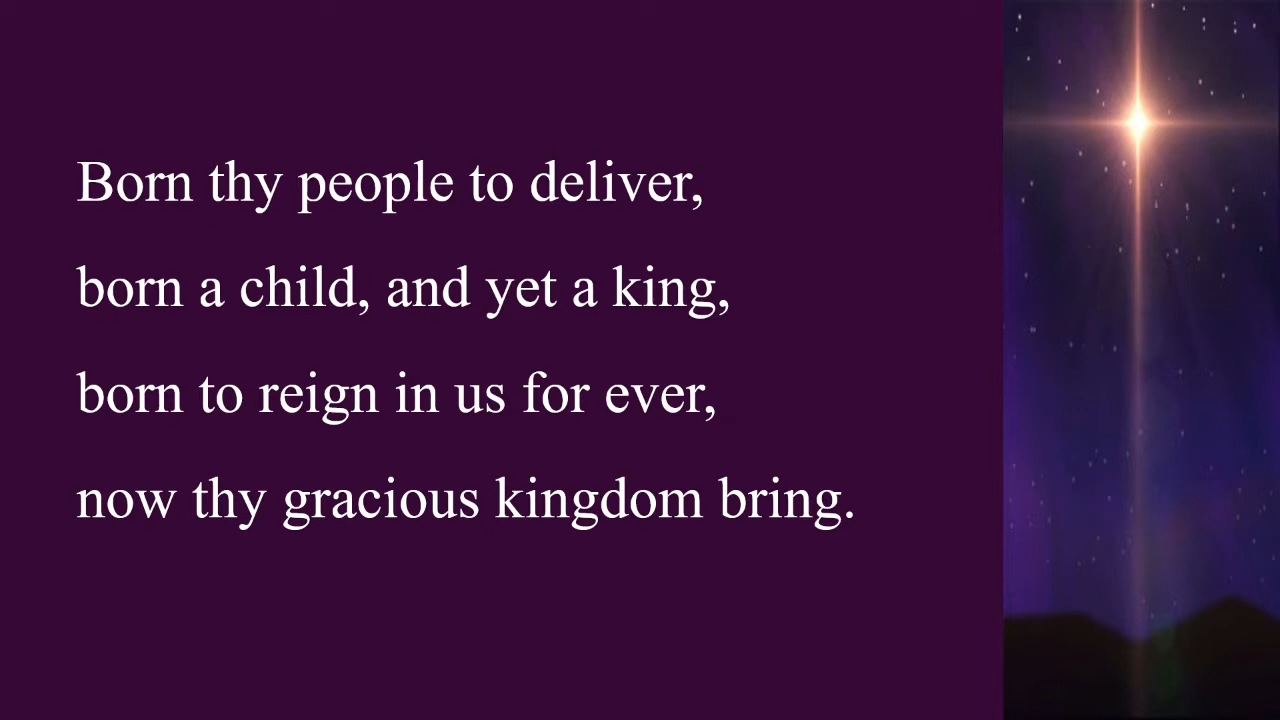 Born thy people to deliver,
born a child, and yet a king,
born to reign in us for ever,
now thy gracious kingdom bring.